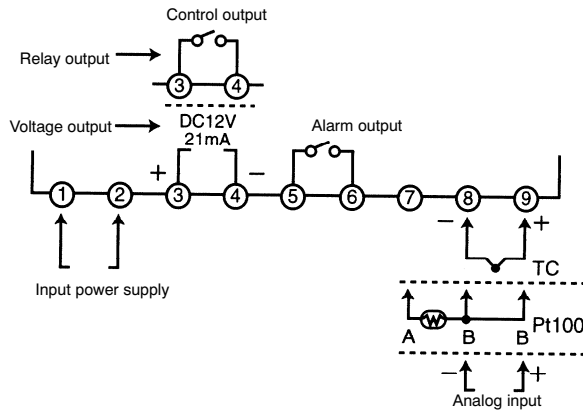 Control output
Relay output
3 4
Voltage output
DC12V
21mA
Alarm output
+ −
1 2 3 4 5 6 7 8 9
− +
TC
Input power supply
A B B Pt100
− +
Analog input